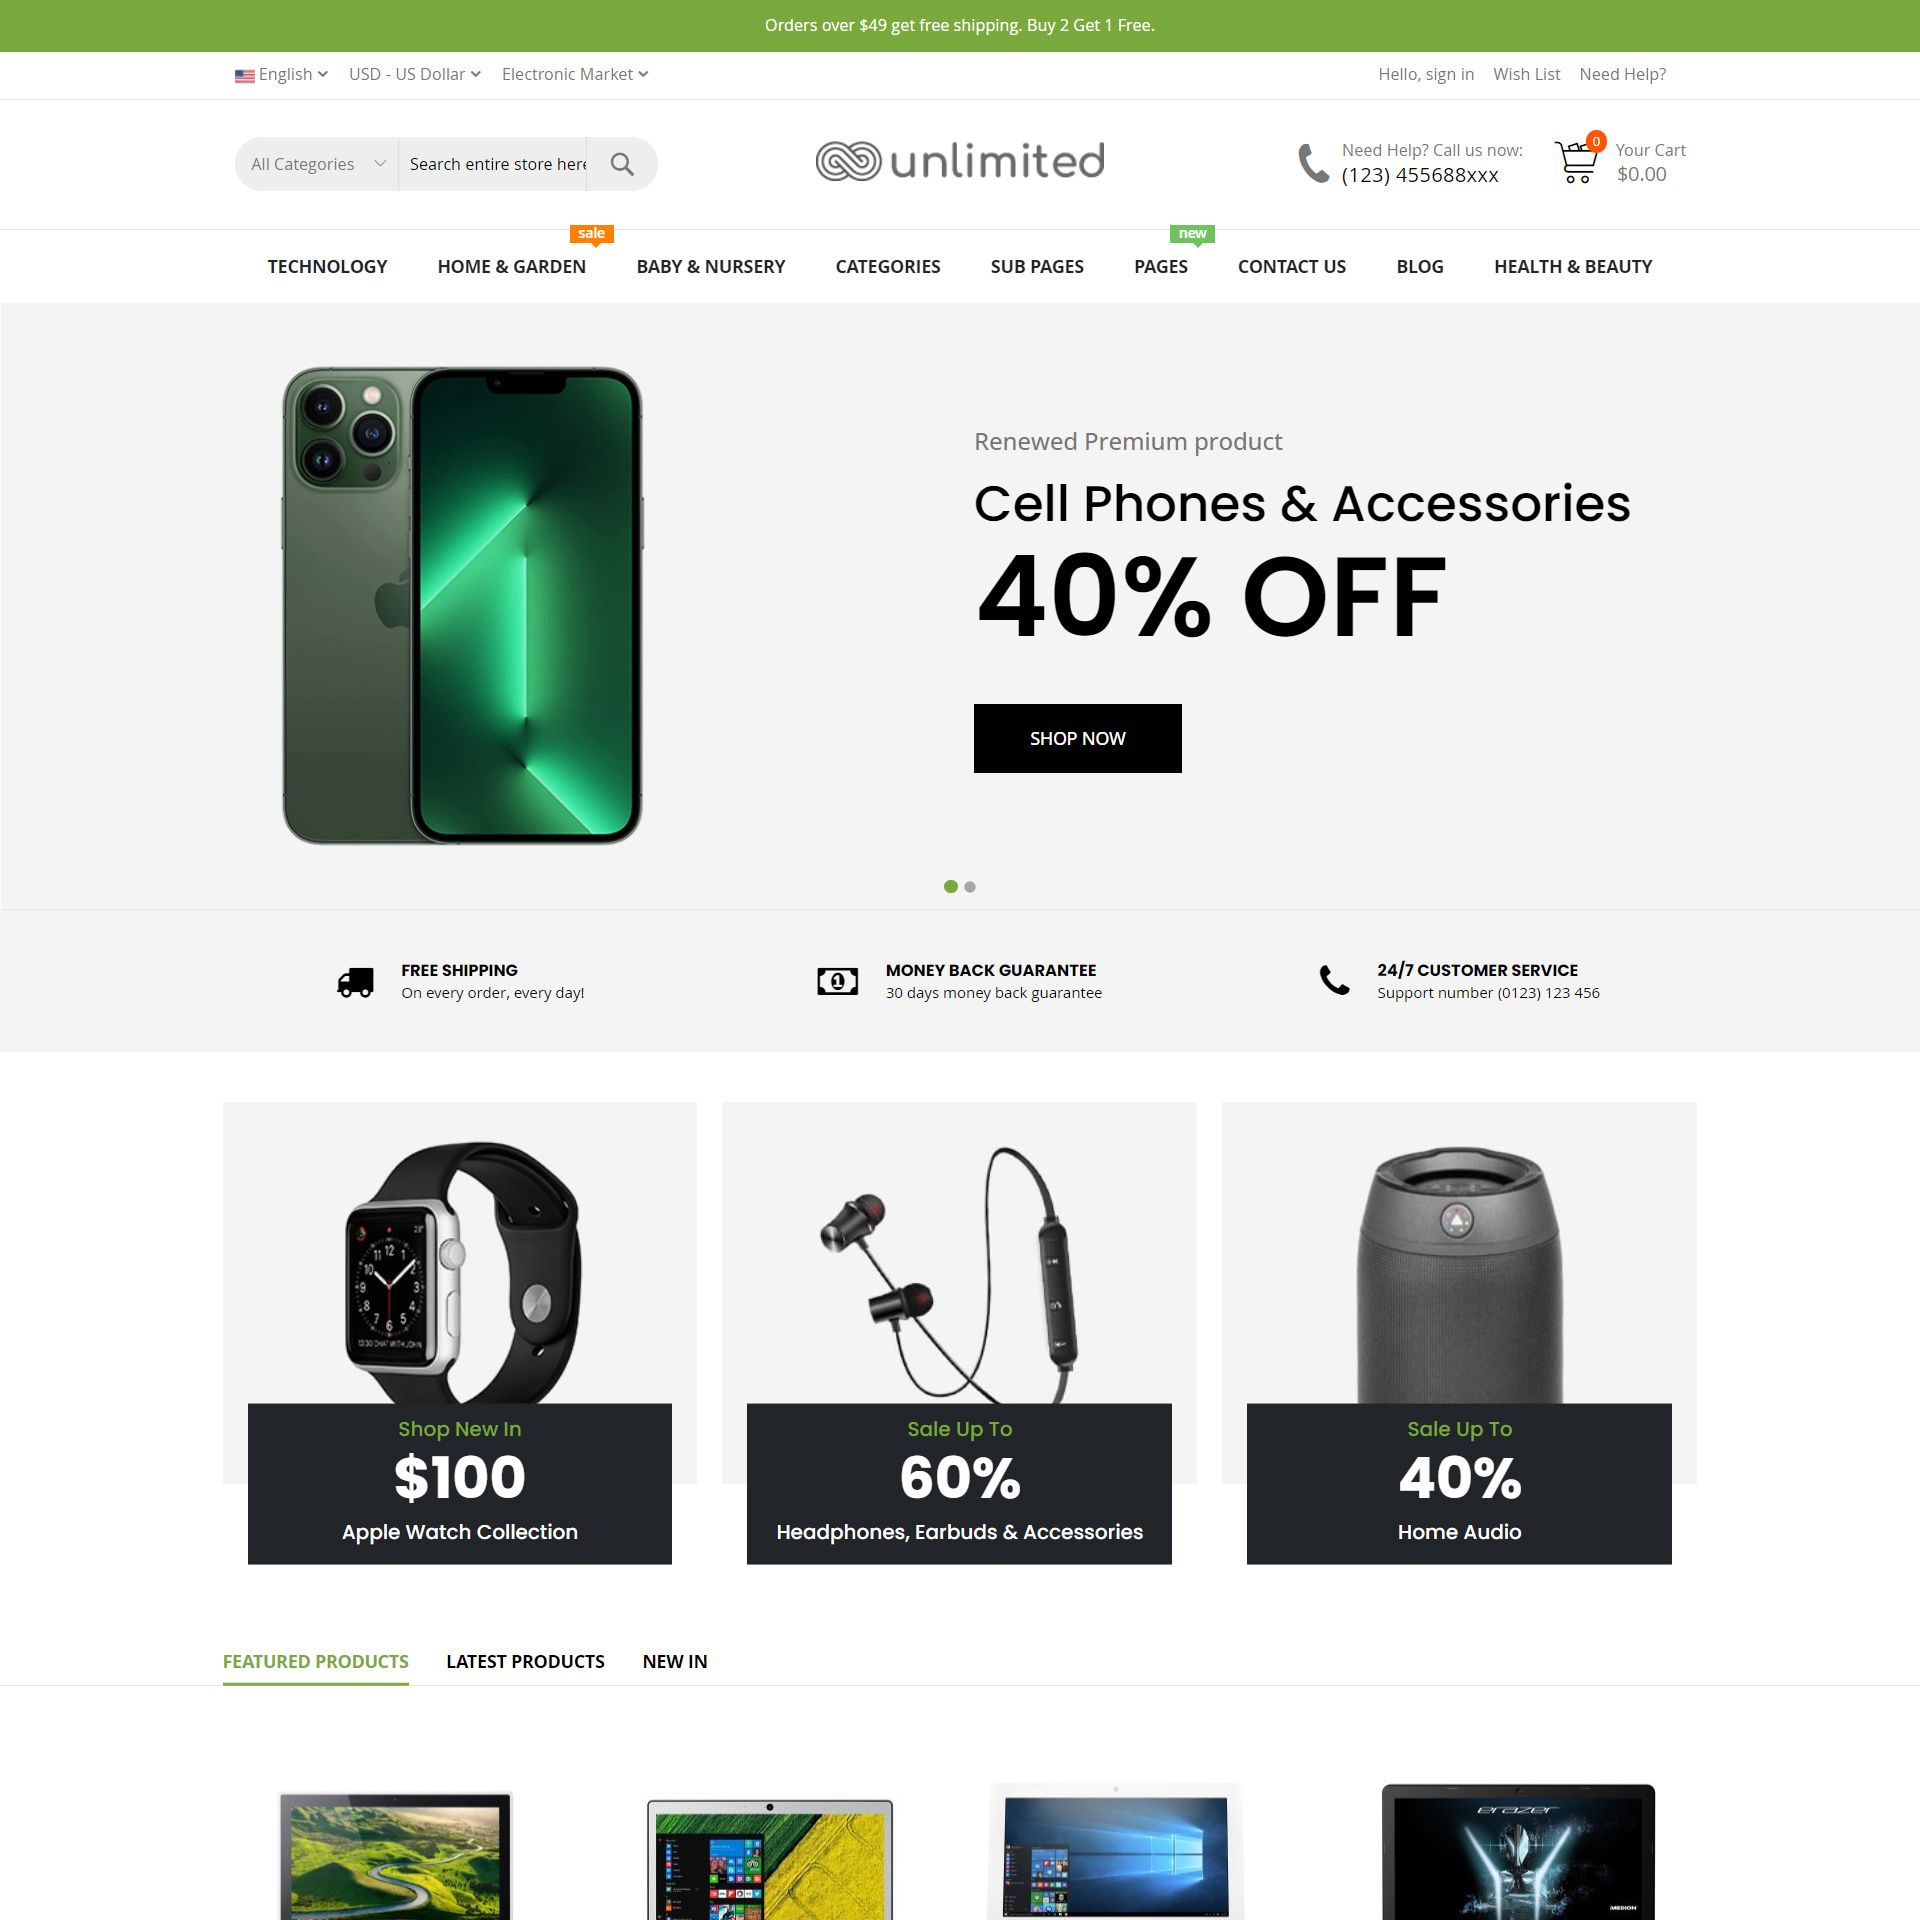 Orders over $49 get free shipping. Buy 2 Get 1 Free.
English USD - US Dollar Electronic Market Hello, sign in Wish List Need Help?
All Categories Search entire store here
unlimited
Need Help? Call us now:
(123) 455688xxx
0
Your Cart
$0.00
sale new
TECHNOLOGY HOME & GARDEN BABY & NURSERY CATEGORIES SUB PAGES PAGES CONTACT US BLOG HEALTH & BEAUTY
Renewed Premium product
Cell Phones & Accessories
40% OFF
SHOP NOW
FREE SHIPPING
On every order, every day!
MONEY BACK GUARANTEE
30 days money back guarantee
24/7 CUSTOMER SERVICE
Support number (0123) 123 456
Shop New In
$100
Apple Watch Collection
Sale Up To
60%
Headphones, Earbuds & Accessories
Sale Up To
40%
Home Audio
FEATURED PRODUCTS LATEST PRODUCTS NEW IN
erazer
MEDION